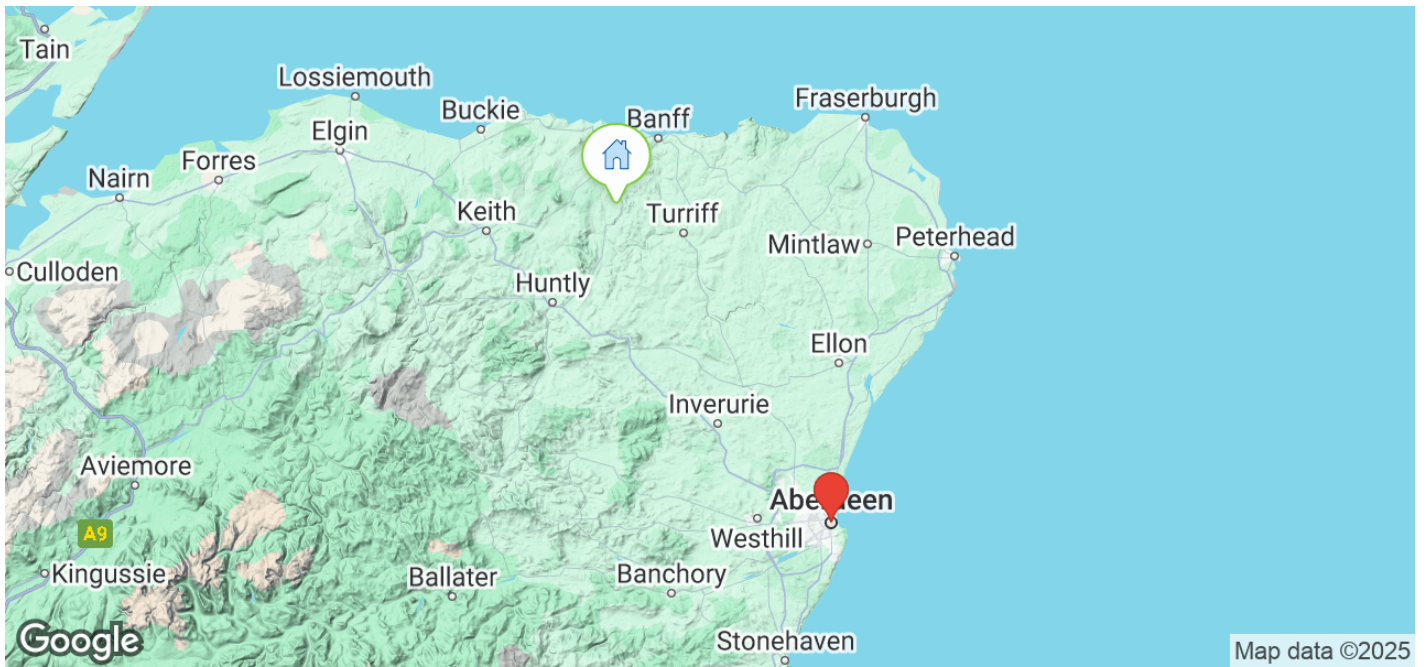 Tain
Lossiemouth
Fraserburgh
Buckie
Banff
Elgin
Forres
Nairn
Keith
Turriff
Mintlaw
Peterhead
Culloden
Huntly
Ellon
Inverurie
Aviemore
Aberdeen
A9
Westhill
Kingussie
Ballater
Banchory
Stonehaven
Google
Map data ©2025